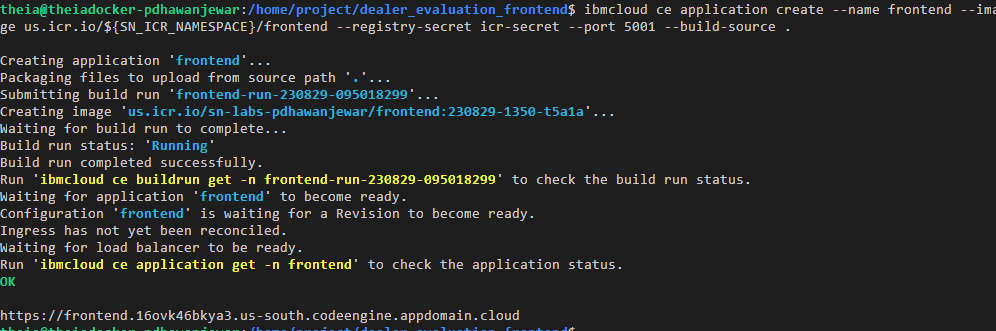 theia@theiadocker-pdhawanjewar:/home/project/dealer_evaluation_frontend$ ibmcloud ce application create --name frontend --ima
ge us.icr.io/${SN_ICR_NAMESPACE}/frontend --registry-secret icr-secret --port 5001 --build-source .
Creating application 'frontend'...
Packaging files to upload from source path '.'...
Submitting build run 'frontend-run-230829-095018299'...
Creating image 'us.icr.io/sn-labs-pdhawanjewar/frontend:230829-1350-t5a1a'...
Waiting for build run to complete...
Build run status: 'Running'
Build run completed successfully.
Run 'ibmcloud ce buildrun get -n frontend-run-230829-095018299' to check the build run status.
Waiting for application 'frontend' to become ready.
Configuration 'frontend' is waiting for a Revision to become ready.
Ingress has not yet been reconciled.
Waiting for load balancer to be ready.
Run 'ibmcloud ce application get -n frontend' to check the application status.
OK
https://frontend.16ovk46bkya3.us-south.codeengine.appdomain.cloud
theia@theiadocker-pdhawanjewar:/home/project/dealer_evaluation_frontend$